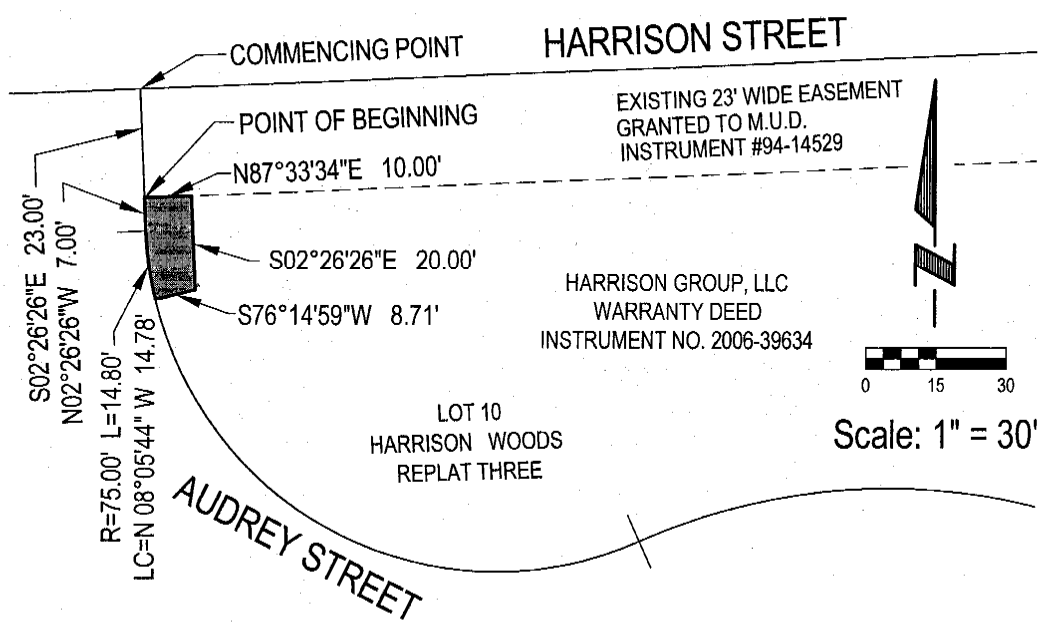 COMMENCING POINT
HARRISON STREET
POINT OF BEGINNING
EXISTING 23' WIDE EASEMENT
GRANTED TO M.U.D.
INSTRUMENT #94-14529
N87°33'34"E 10.00'
S02°26'26"E 23.00'
N02°26'26"W 7.00'
S02°26'26"E 20.00'
S76°14'59"W 8.71'
R=75.00' L=14.80'
LC=N 08°05'44" W 14.78'
HARRISON GROUP, LLC
WARRANTY DEED
INSTRUMENT NO. 2006-39634
0 15 30
Scale: 1" = 30'
LOT 10
HARRISON WOODS
REPLAT THREE
AUDREY STREET